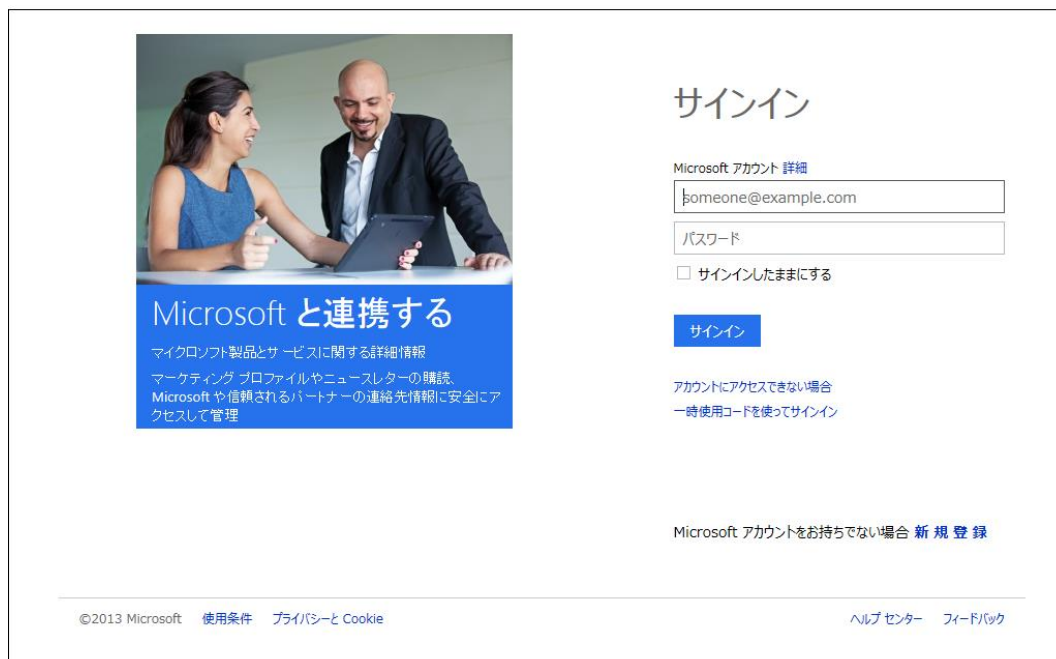 Microsoft と連携する
マイクロソフト製品とサービスに関する詳細情報
マーケティング プロファイルやニュースレターの購読、
Microsoft や信頼されるパートナーの連絡先情報に安全にア
クセスして管理
サインイン
Microsoft アカウント 詳細
someone@example.com
パスワード
サインインしたままにする
サインイン
アカウントにアクセスできない場合
一時使用コードを使ってサインイン
Microsoft アカウントをお持ちでない場合 新規登録
©2013 Microsoft 使用条件 プライバシーと Cookie ヘルプ センター フィードバック